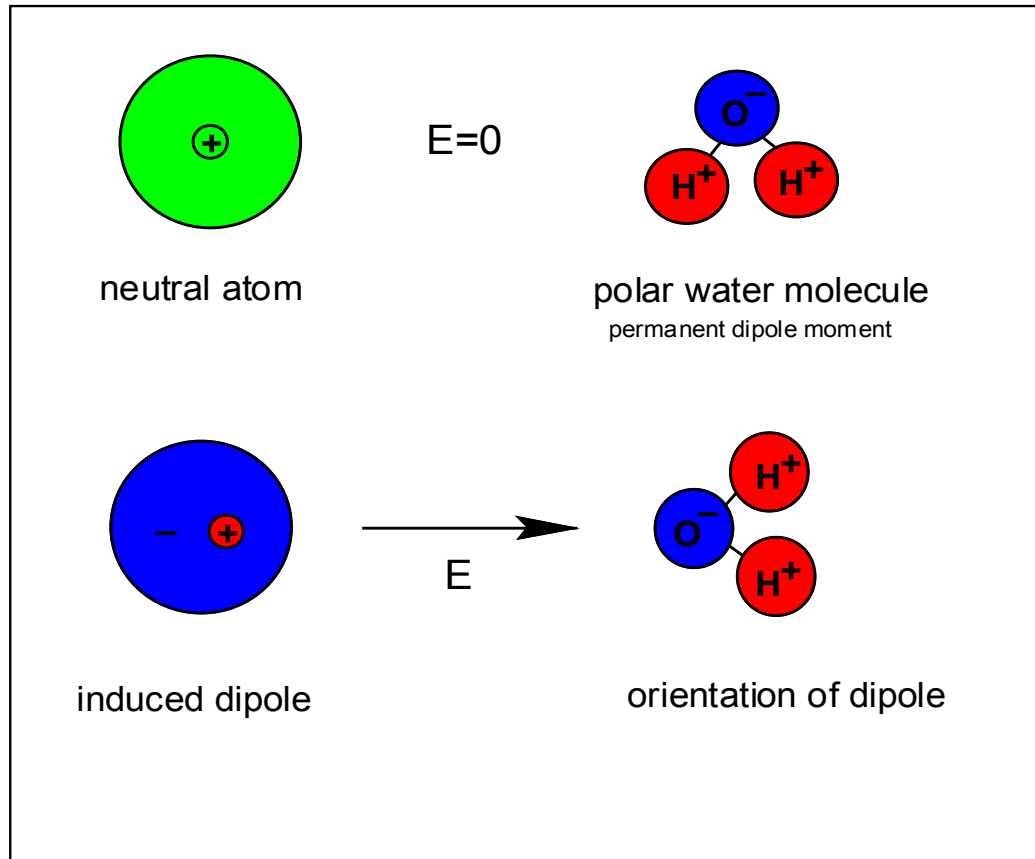 +
E=0
O−
H+ H+
neutral atom
polar water molecule
permanent dipole moment
− +
E
O−
H+
H+
induced dipole
orientation of dipole